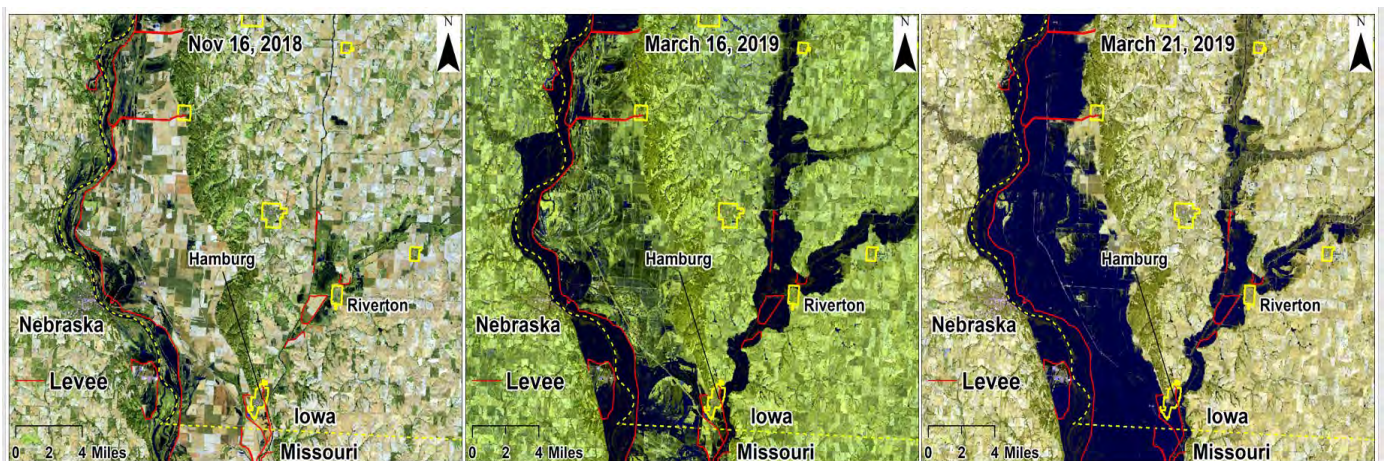 Nov 16, 2018
N
Hamburg
Riverton
Nebraska
Levee
Iowa
0 2 4 Miles
Missouri
March 16, 2019
N
Hamburg
Riverton
Nebraska
Levee
Iowa
0 2 4 Miles
Missouri
March 21, 2019
N
Hamburg
Riverton
Nebraska
Levee
Iowa
0 2 4 Miles
Missouri